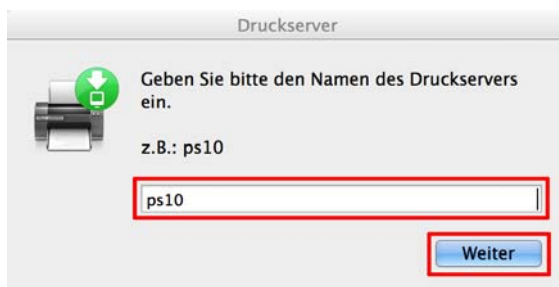 Druckserver
Geben Sie bitte den Namen des Druckservers
ein.
z.B.: ps10
ps10
Weiter